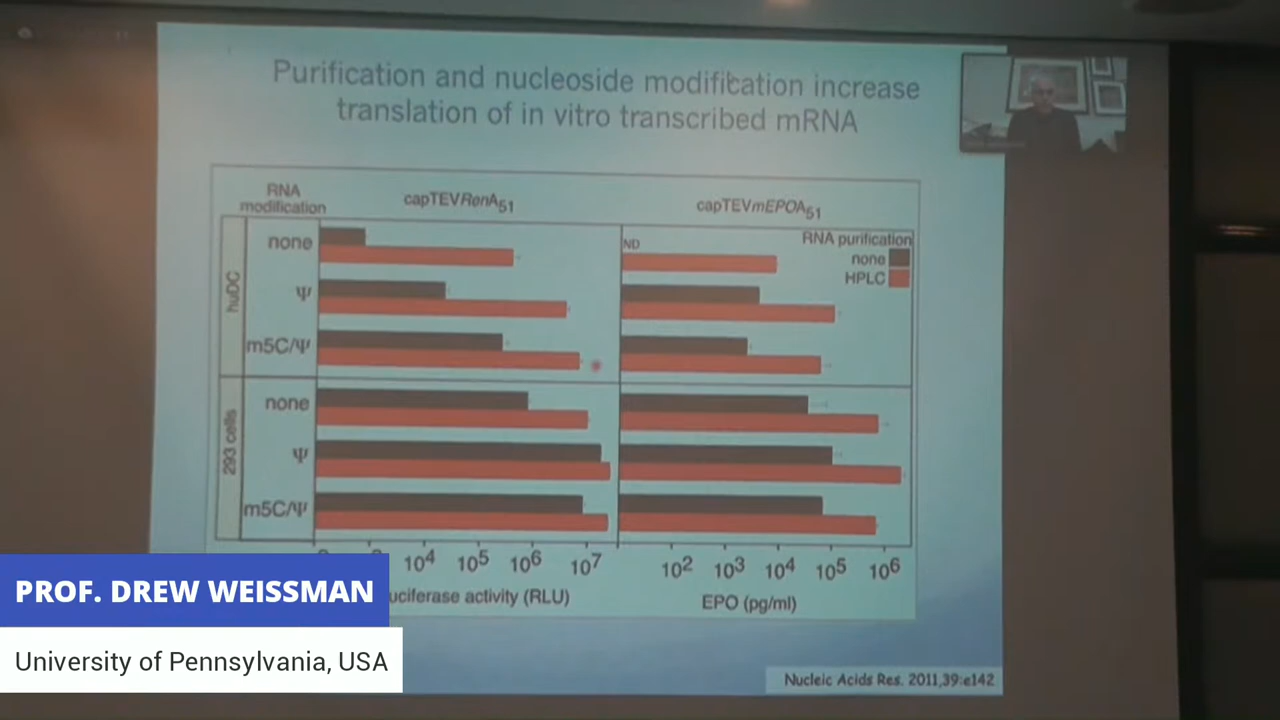 Purification and nucleoside modification increase
translation of in vitro transcribed mRNA
RNA
modification
capTEVRenA51
capTEVmEPOA51
huDC
none
Ψ
m5C/Ψ
ND
RNA purification
none
HPLC
293 cells
none
Ψ
m5C/Ψ
10⁴ 10⁵ 10⁶ 10⁷
uciferase activity (RLU)
10² 10³ 10⁴ 10⁵ 10⁶
EPO (pg/ml)
Nucleic Acids Res. 2011,39:e142
PROF. DREW WEISSMAN
University of Pennsylvania, USA